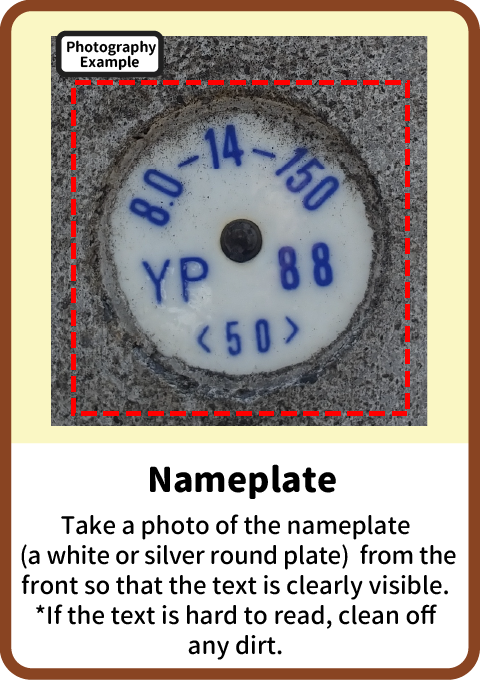 Photography
Example
8.0-14-150
YP 88
<50>
Nameplate
Take a photo of the nameplate
(a white or silver round plate) from the
front so that the text is clearly visible.
*If the text is hard to read, clean off
any dirt.